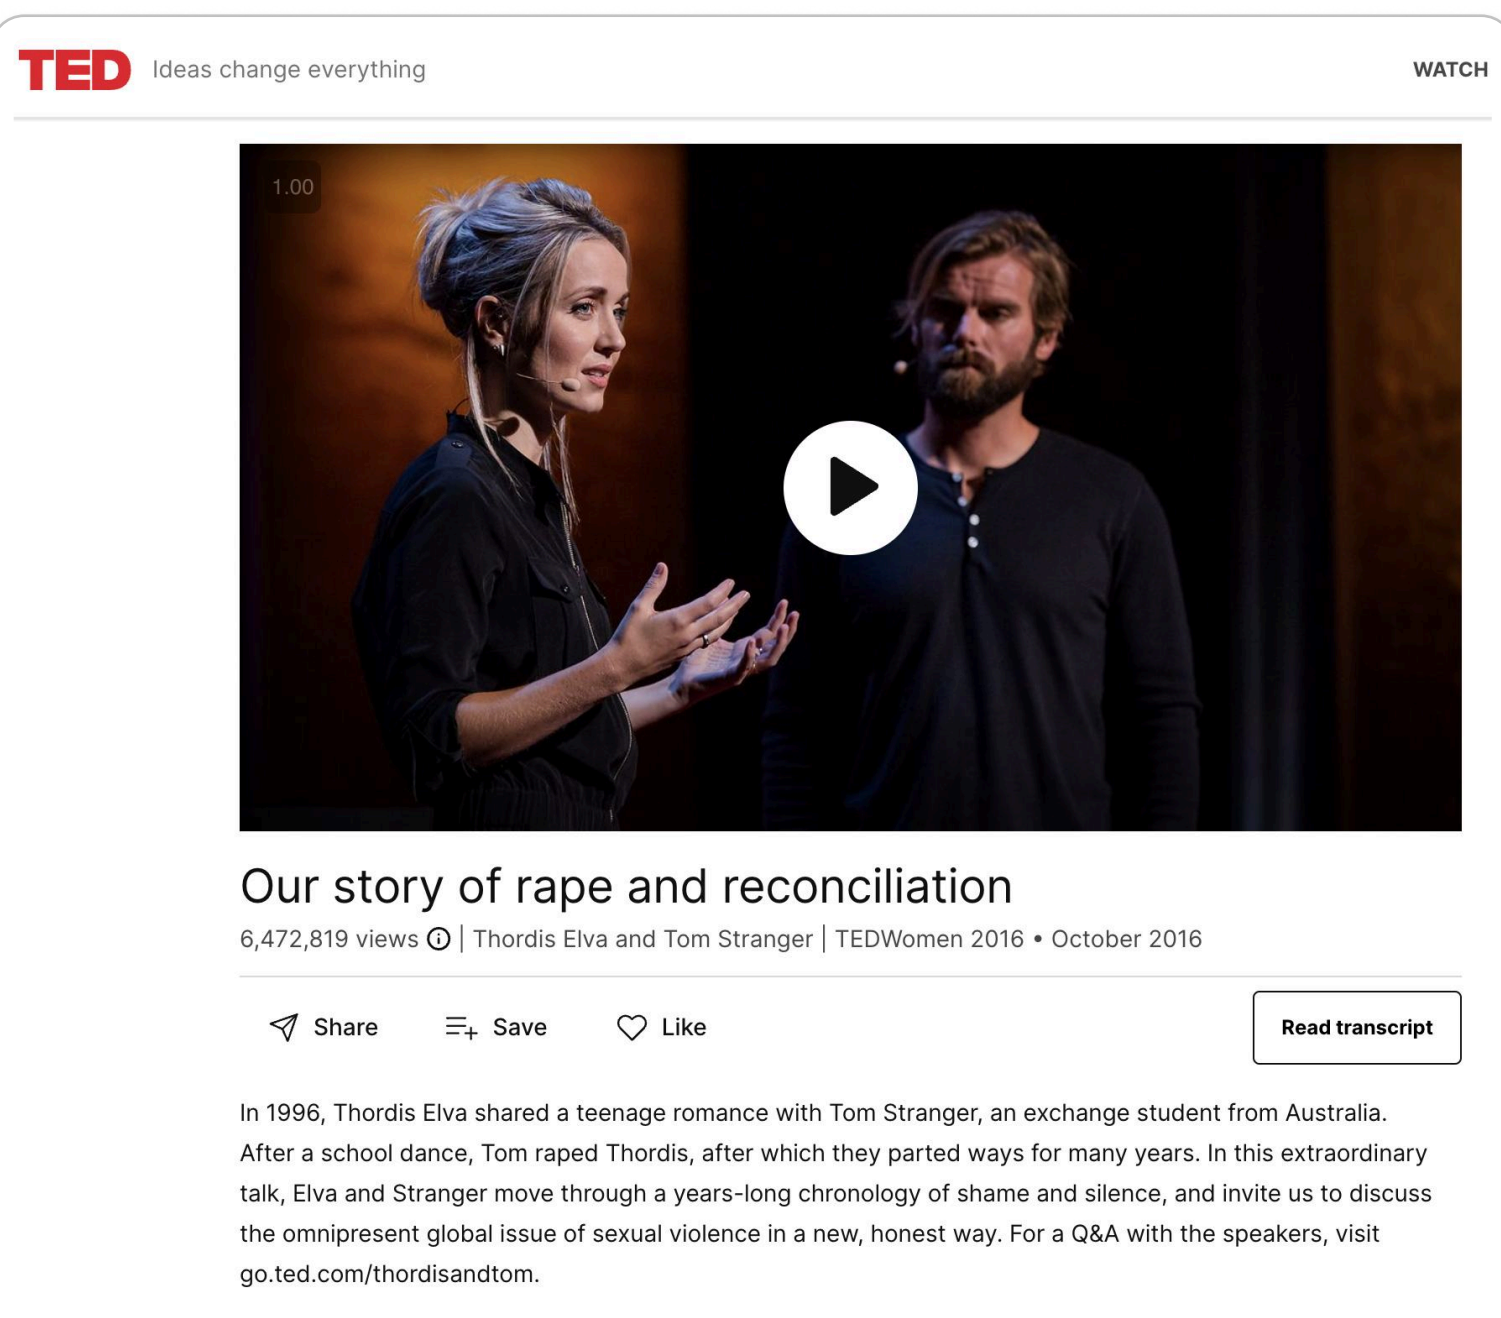 TED Ideas change everything WATCH
1.00
Our story of rape and reconciliation
6,472,819 views | Thordis Elva and Tom Stranger | TEDWomen 2016 • October 2016
Share Save Like Read transcript
In 1996, Thordis Elva shared a teenage romance with Tom Stranger, an exchange student from Australia.
After a school dance, Tom raped Thordis, after which they parted ways for many years. In this extraordinary
talk, Elva and Stranger move through a years-long chronology of shame and silence, and invite us to discuss
the omnipresent global issue of sexual violence in a new, honest way. For a Q&A with the speakers, visit
go.ted.com/thordisandtom.